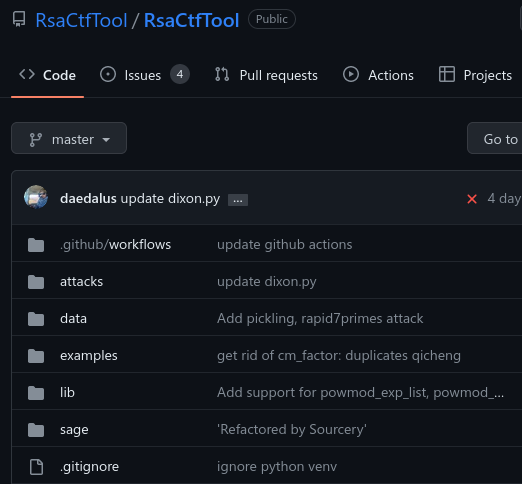 RsaCtfTool / RsaCtfTool Public
Code Issues 4 Pull requests Actions Projects
master Go to
daedalus update dixon.py ... 4 day
.github/workflows update github actions
attacks update dixon.py
data Add pickling, rapid7primes attack
examples get rid of cm_factor: duplicates qicheng
lib Add support for powmod_exp_list, powmod_...
sage 'Refactored by Sourcery'
.gitignore ignore python venv